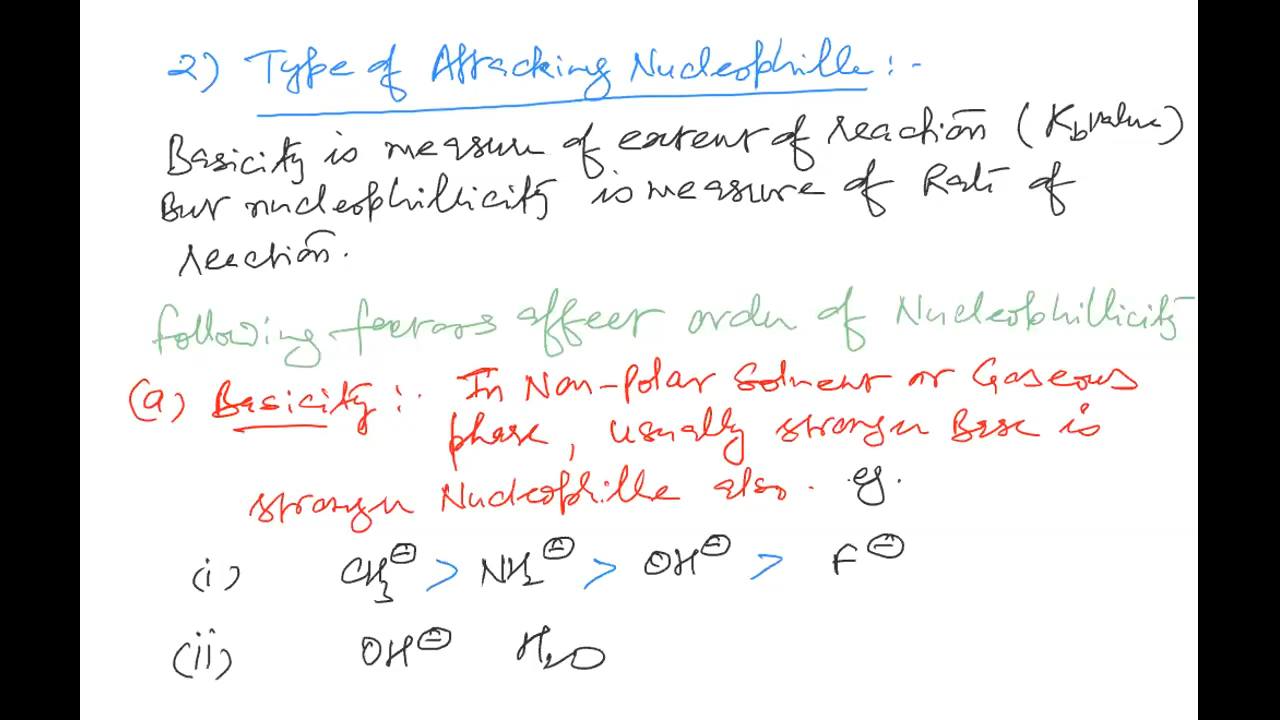 2) Type of Attacking Nucleophille :-
Basicity is measure of extent of reaction (Kb value)
But nucleophillicity is measure of Rate of
reaction.
following factors affect order of Nucleophillicity
(a) Basicity :- In Non-polar Solvent or Gaseous
phase, usually stronger Base is
stronger Nucleophille also. eg.
(i) CH₃⊖ > NH₂⊖ > OH⊖ > F⊖
(ii) OH⊖ H₂O